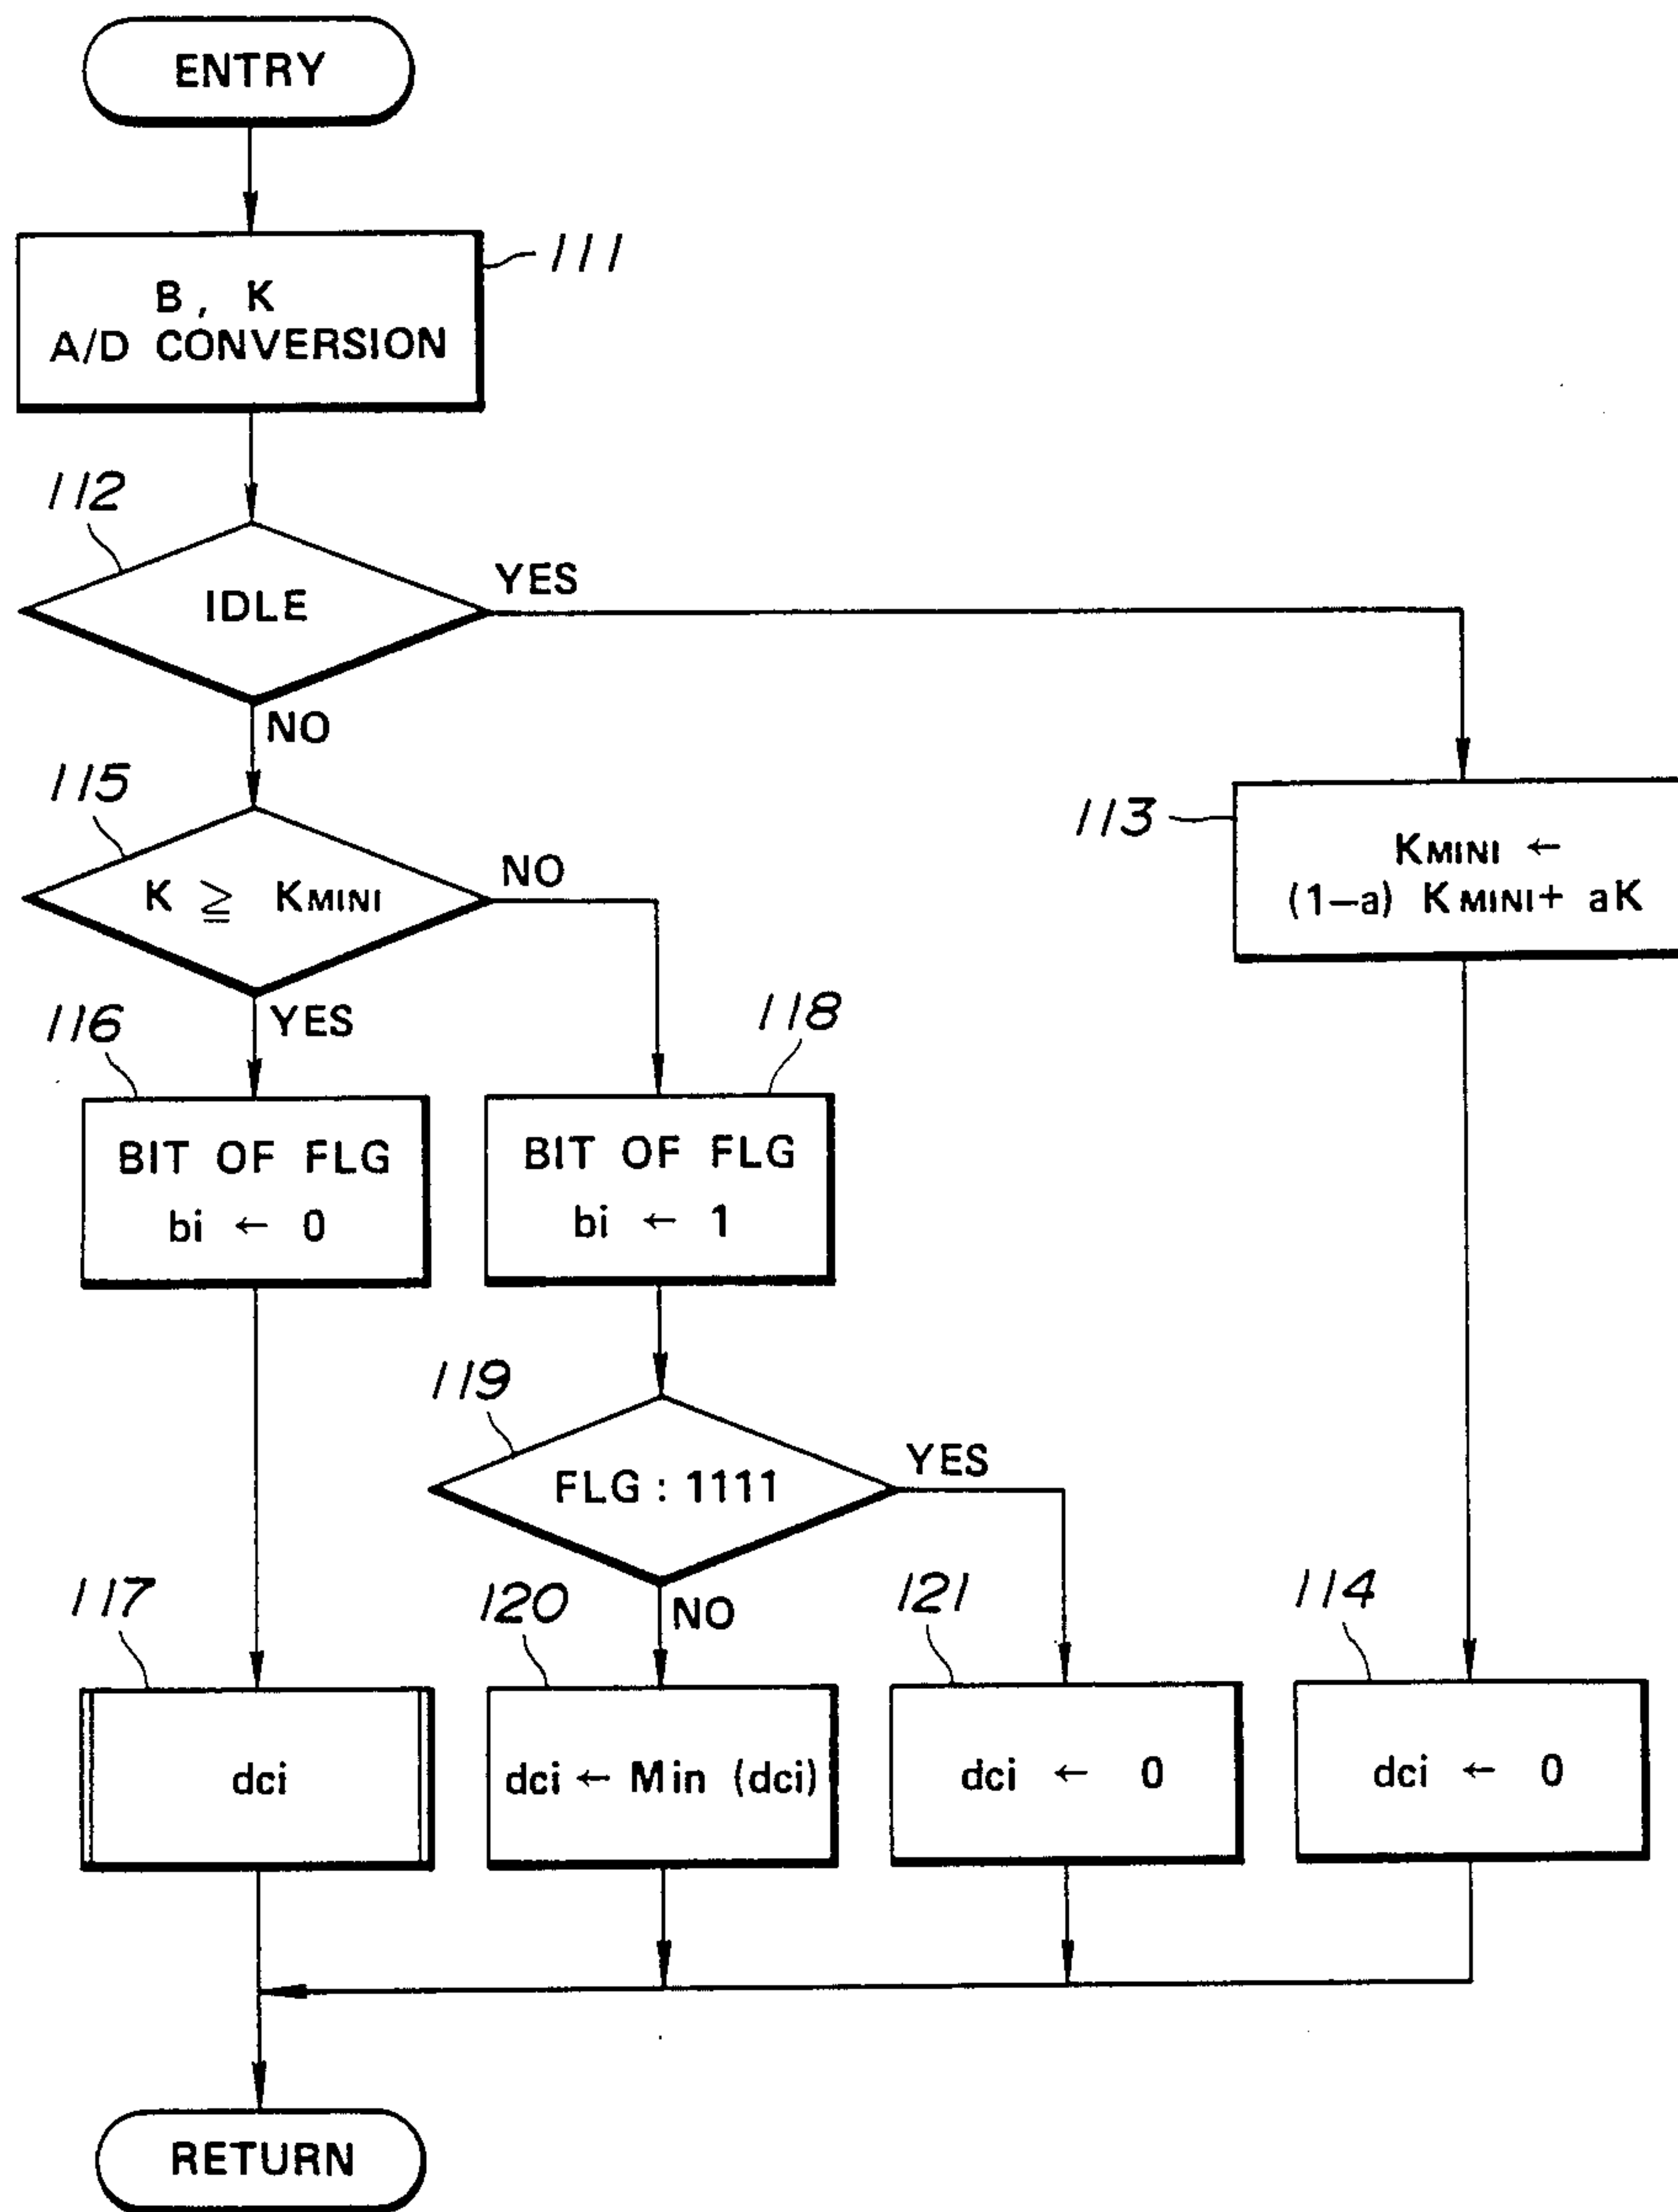 ENTRY
111
B, K
A/D CONVERSION
112
IDLE
YES
NO
115
K ≧ KMINI
NO
YES
113
KMINI ←
(1-a) KMINI+ aK
116
BIT OF FLG
bi ← 0
118
BIT OF FLG
bi ← 1
119
FLG : 1111
YES
NO
117
dci
120
dci ← Min (dci)
121
dci ← 0
114
dci ← 0
RETURN